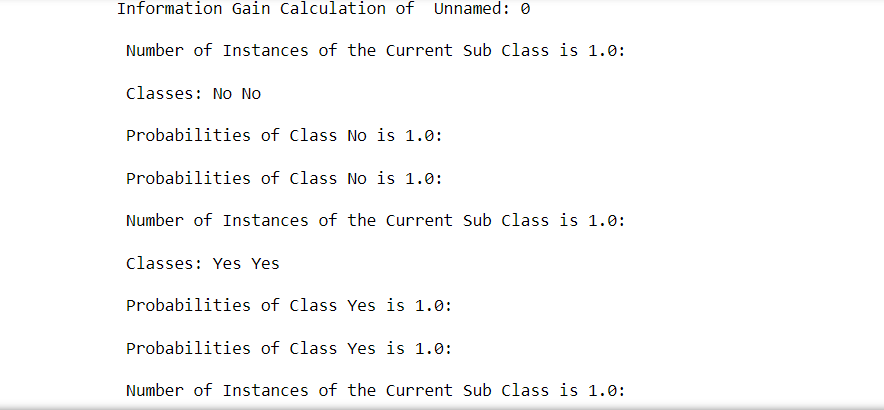 Information Gain Calculation of  Unnamed: 0
Number of Instances of the Current Sub Class is 1.0:
Classes: No No
Probabilities of Class No is 1.0:
Probabilities of Class No is 1.0:
Number of Instances of the Current Sub Class is 1.0:
Classes: Yes Yes
Probabilities of Class Yes is 1.0:
Probabilities of Class Yes is 1.0:
Number of Instances of the Current Sub Class is 1.0: